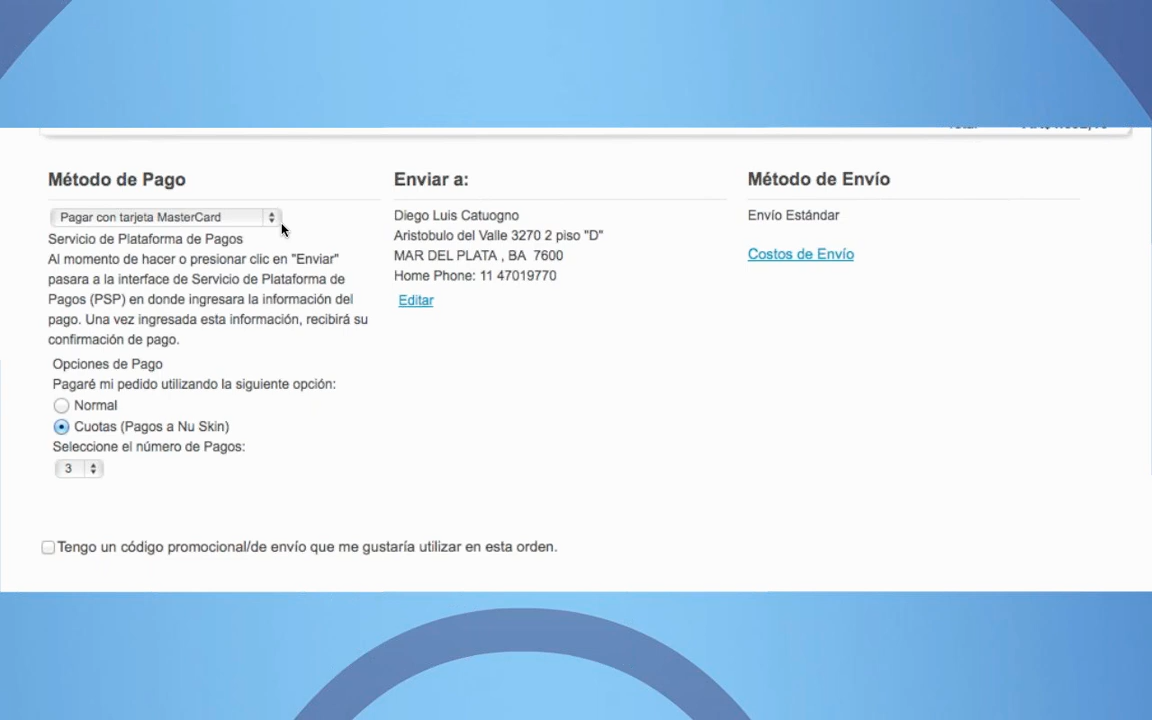 Método de Pago
Pagar con tarjeta MasterCard
Servicio de Plataforma de Pagos
Al momento de hacer o presionar clic en "Enviar"
pasara a la interface de Servicio de Plataforma de
Pagos (PSP) en donde ingresara la información del
pago. Una vez ingresada esta información, recibirá su
confirmación de pago.
Opciones de Pago
Pagaré mi pedido utilizando la siguiente opción:
Normal
Cuotas (Pagos a Nu Skin)
Seleccione el número de Pagos:
3
Enviar a:
Diego Luis Catuogno
Aristobulo del Valle 3270 2 piso "D"
MAR DEL PLATA , BA 7600
Home Phone: 11 47019770
Editar
Método de Envío
Envío Estándar
Costos de Envío
Tengo un código promocional/de envío que me gustaría utilizar en esta orden.